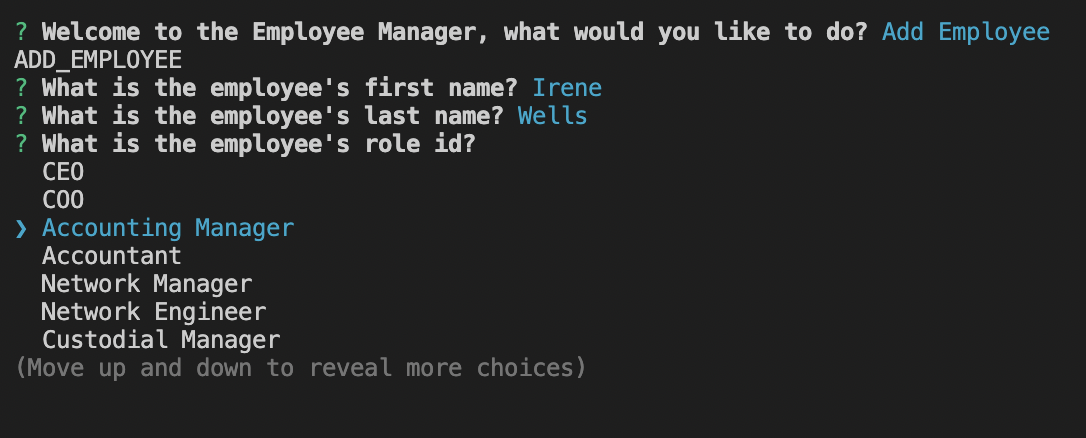 ? Welcome to the Employee Manager, what would you like to do? Add Employee
ADD_EMPLOYEE
? What is the employee's first name? Irene
? What is the employee's last name? Wells
? What is the employee's role id?
CEO
COO
❯ Accounting Manager
Accountant
Network Manager
Network Engineer
Custodial Manager
(Move up and down to reveal more choices)